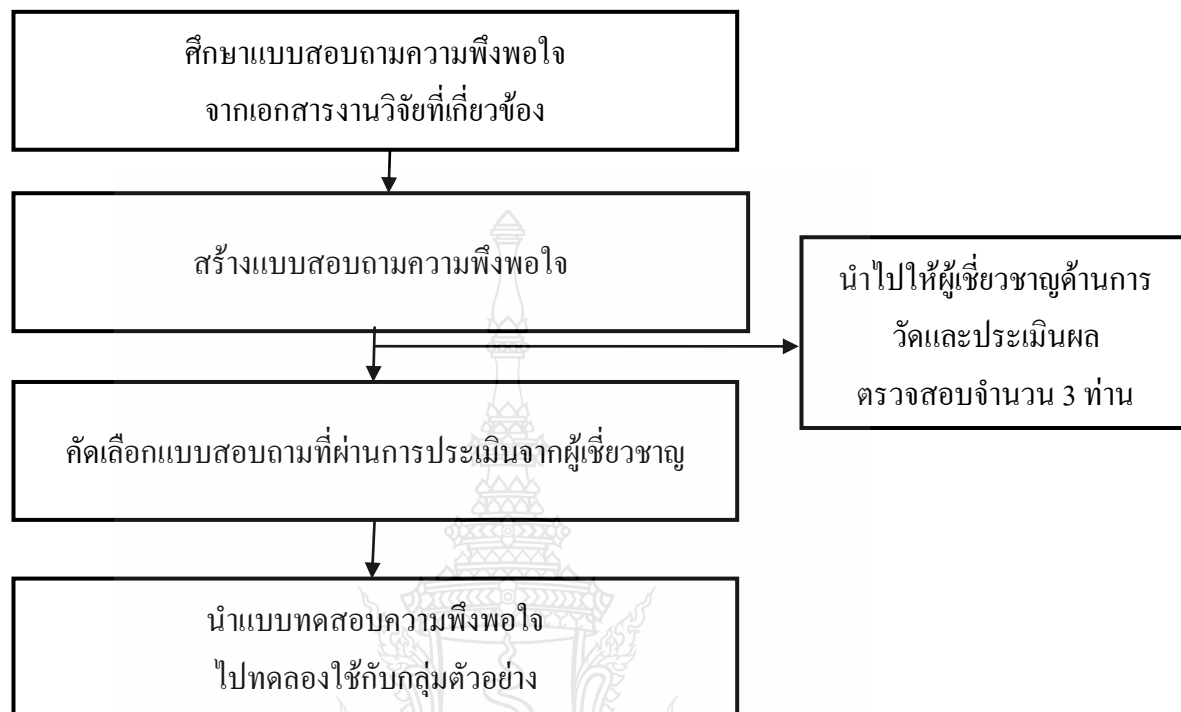 ศึกษาแบบสอบถามความพึงพอใจ
จากเอกสารงานวิจัยที่เกี่ยวข้อง
สร้างแบบสอบถามความพึงพอใจ
นำไปให้ผู้เชี่ยวชาญด้านการ
วัดและประเมินผล
ตรวจสอบจำนวน 3 ท่าน
คัดเลือกแบบสอบถามที่ผ่านการประเมินจากผู้เชี่ยวชาญ
นำแบบทดสอบความพึงพอใจ
ไปทดลองใช้กับกลุ่มตัวอย่าง